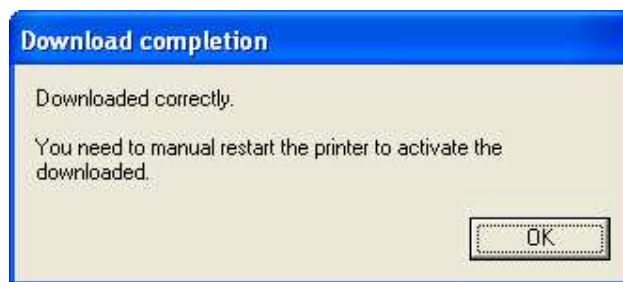 Download completion
Downloaded correctly.
You need to manual restart the printer to activate the
downloaded.
OK